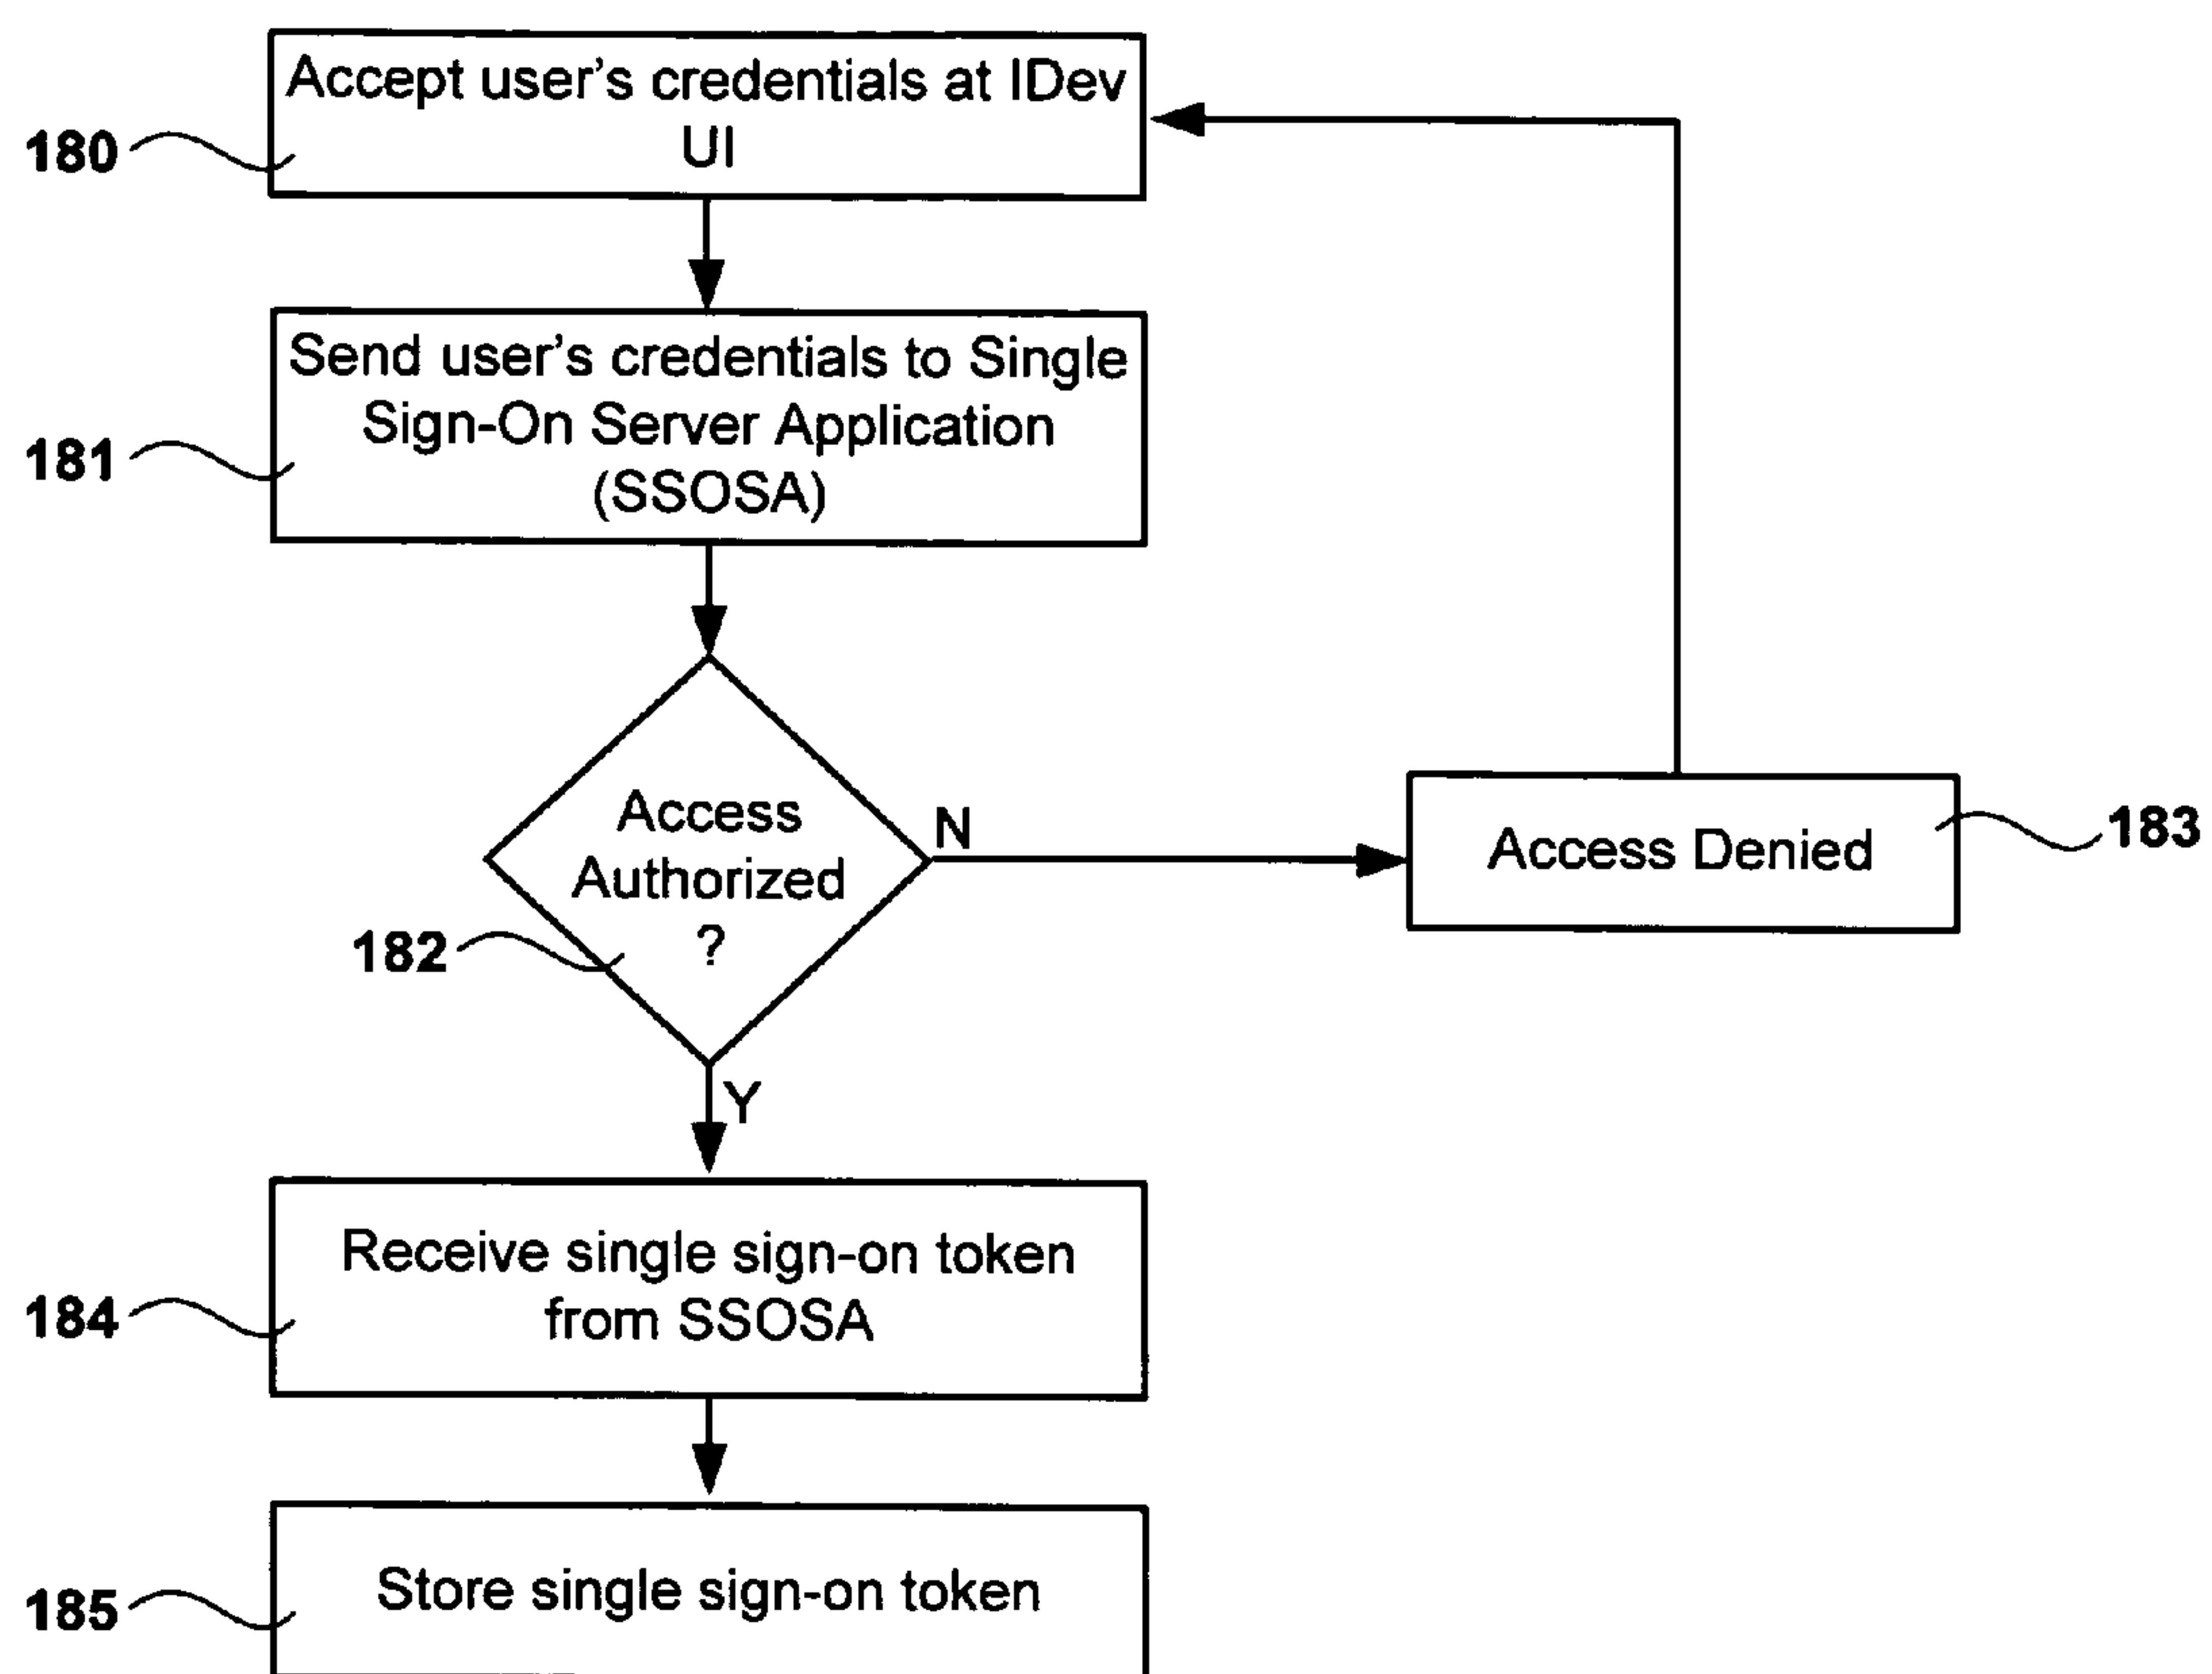 Accept user's credentials at IDev
UI
180
Send user's credentials to Single
Sign-On Server Application
(SSOSA)
181
Access
Authorized
?
182
N
Access Denied
183
Y
Receive single sign-on token
from SSOSA
184
Store single sign-on token
185